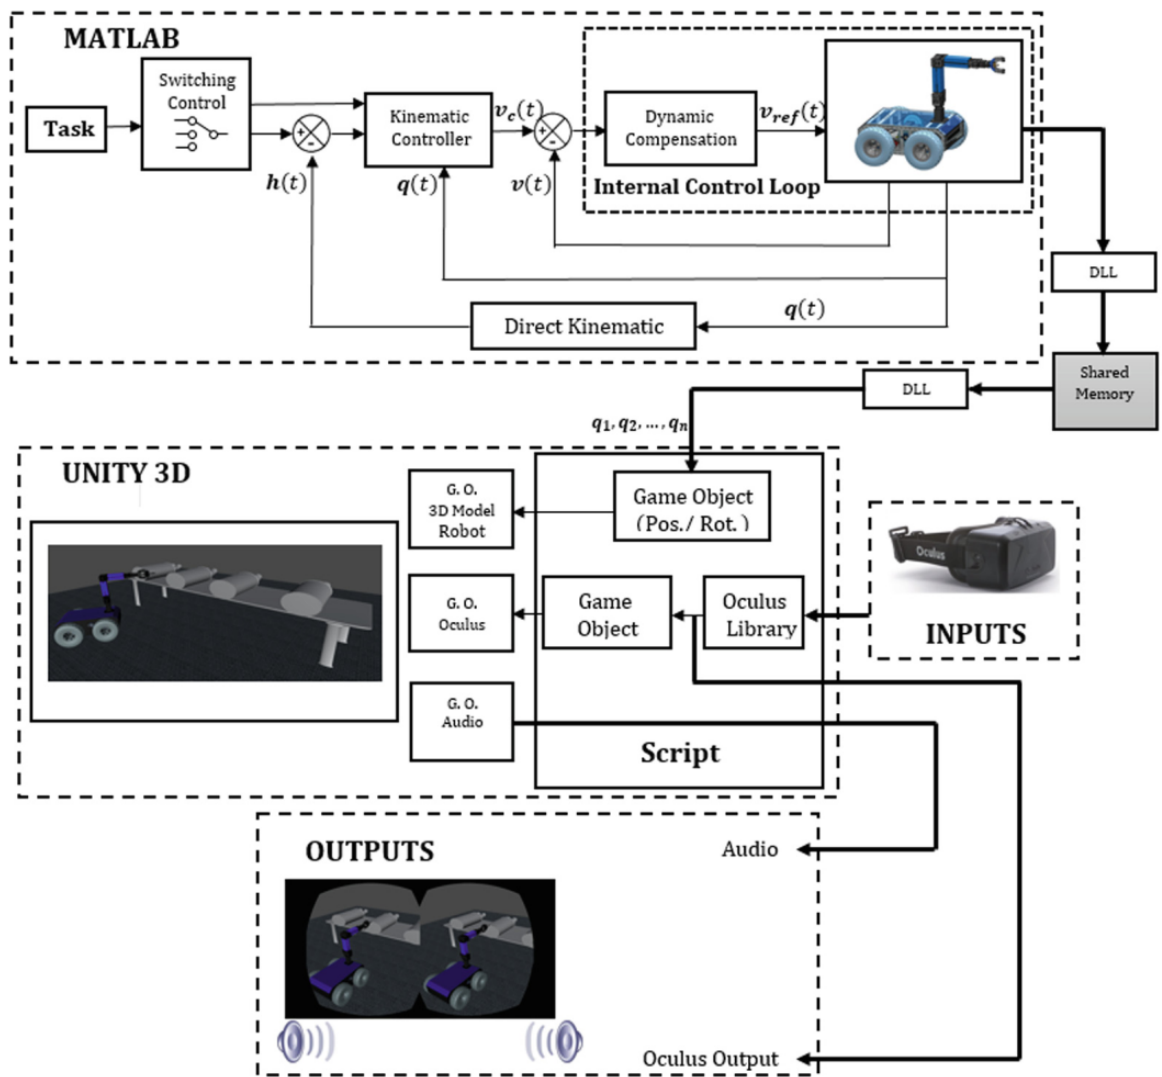 MATLAB
Switching
Control
Task
Kinematic
Controller
v_c(t)
Dynamic
Compensation
v_ref(t)
h(t)
q(t)
v(t)
Internal Control Loop
DLL
Direct Kinematic
q(t)
Shared
Memory
DLL
q₁, q₂, ..., qₙ
UNITY 3D
G. O.
3D Model
Robot
Game Object
(Pos./ Rot. )
Oculus
G. O.
Oculus
Game
Object
Oculus
Library
INPUTS
G. O.
Audio
Script
OUTPUTS
Audio
Oculus Output